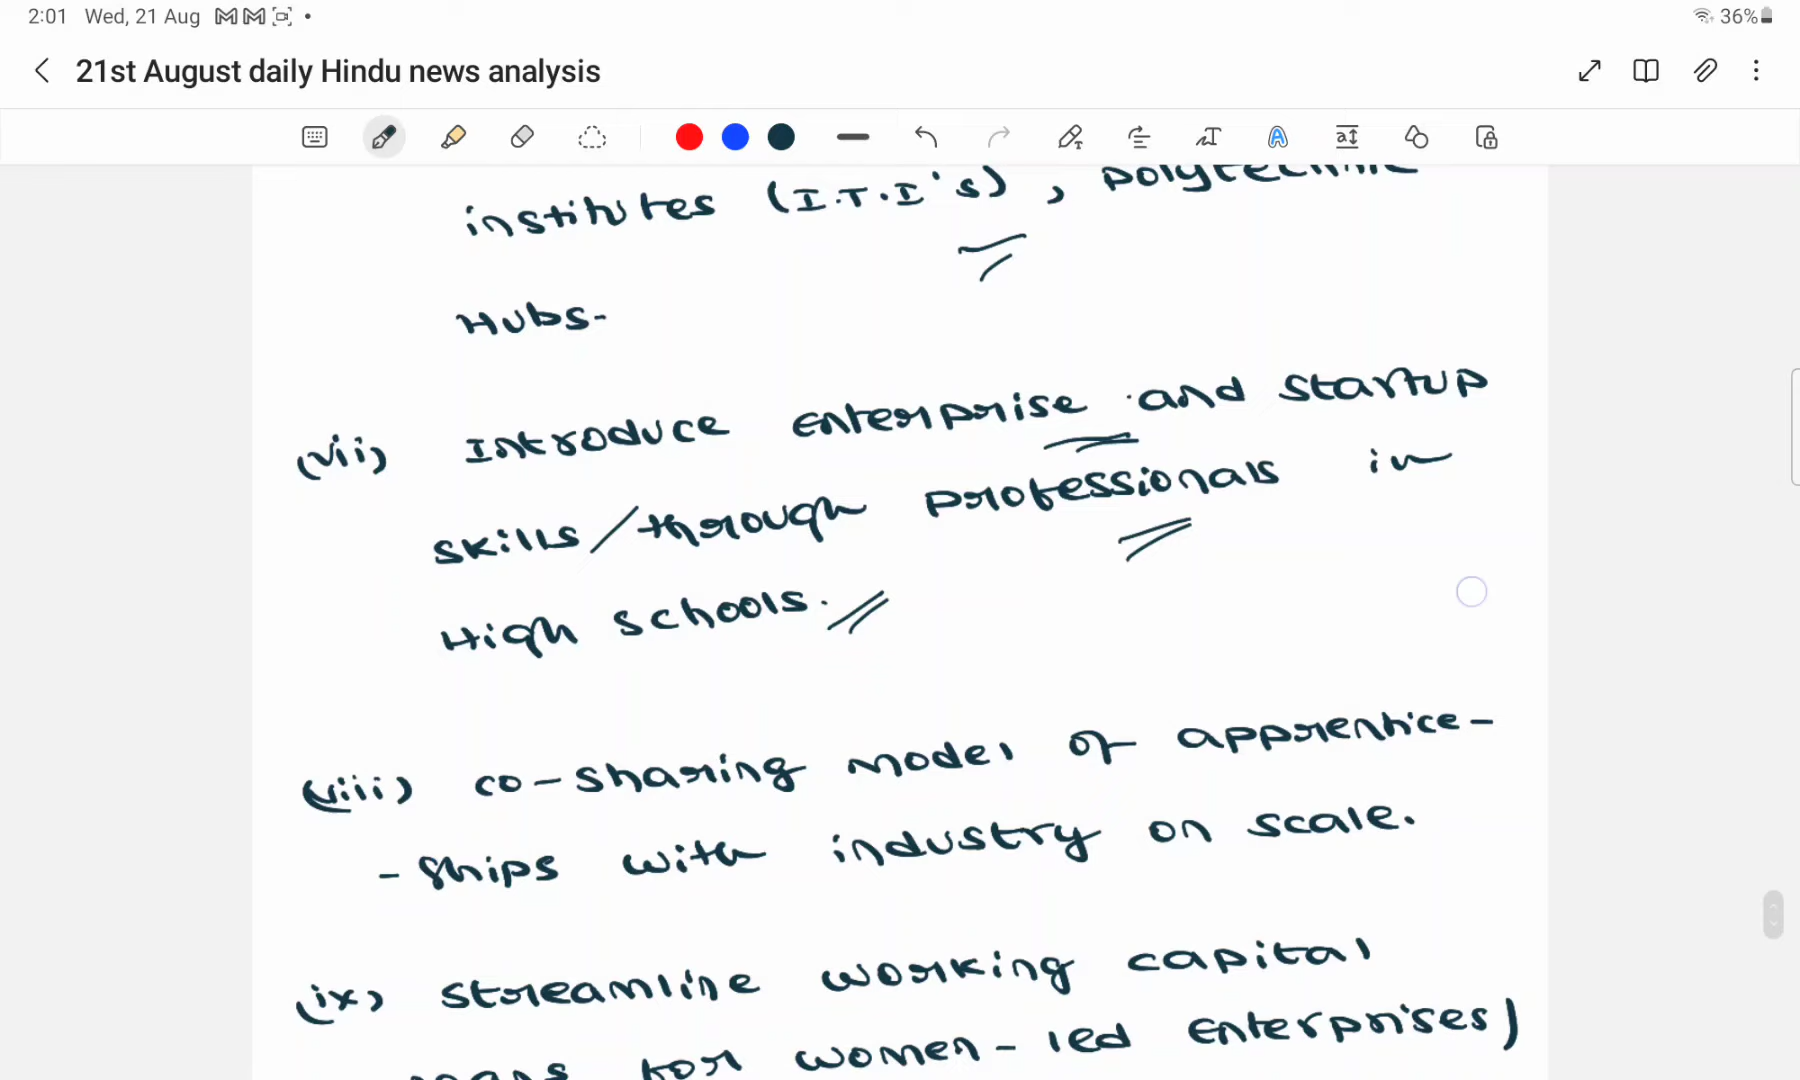 2:01 Wed, 21 Aug 36%
21st August daily Hindu news analysis
institutes (I.T.I's), polytechnic
Hubs-
(vii) Introduce enterprise and startup
skills/through professionals in
High schools.
(viii) co-sharing model of apprentice-
-ships with industry on scale.
(ix) streamline working capital
loans for women-led enterprises)